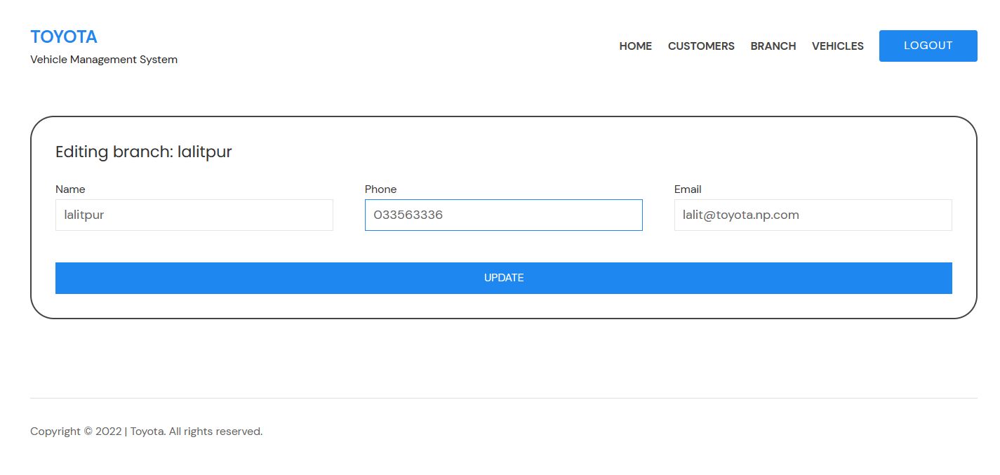 TOYOTA
Vehicle Management System
HOME CUSTOMERS BRANCH VEHICLES LOGOUT
Editing branch: lalitpur
Name Phone Email
lalitpur 033563336 lalit@toyota.np.com
UPDATE
Copyright © 2022 | Toyota. All rights reserved.